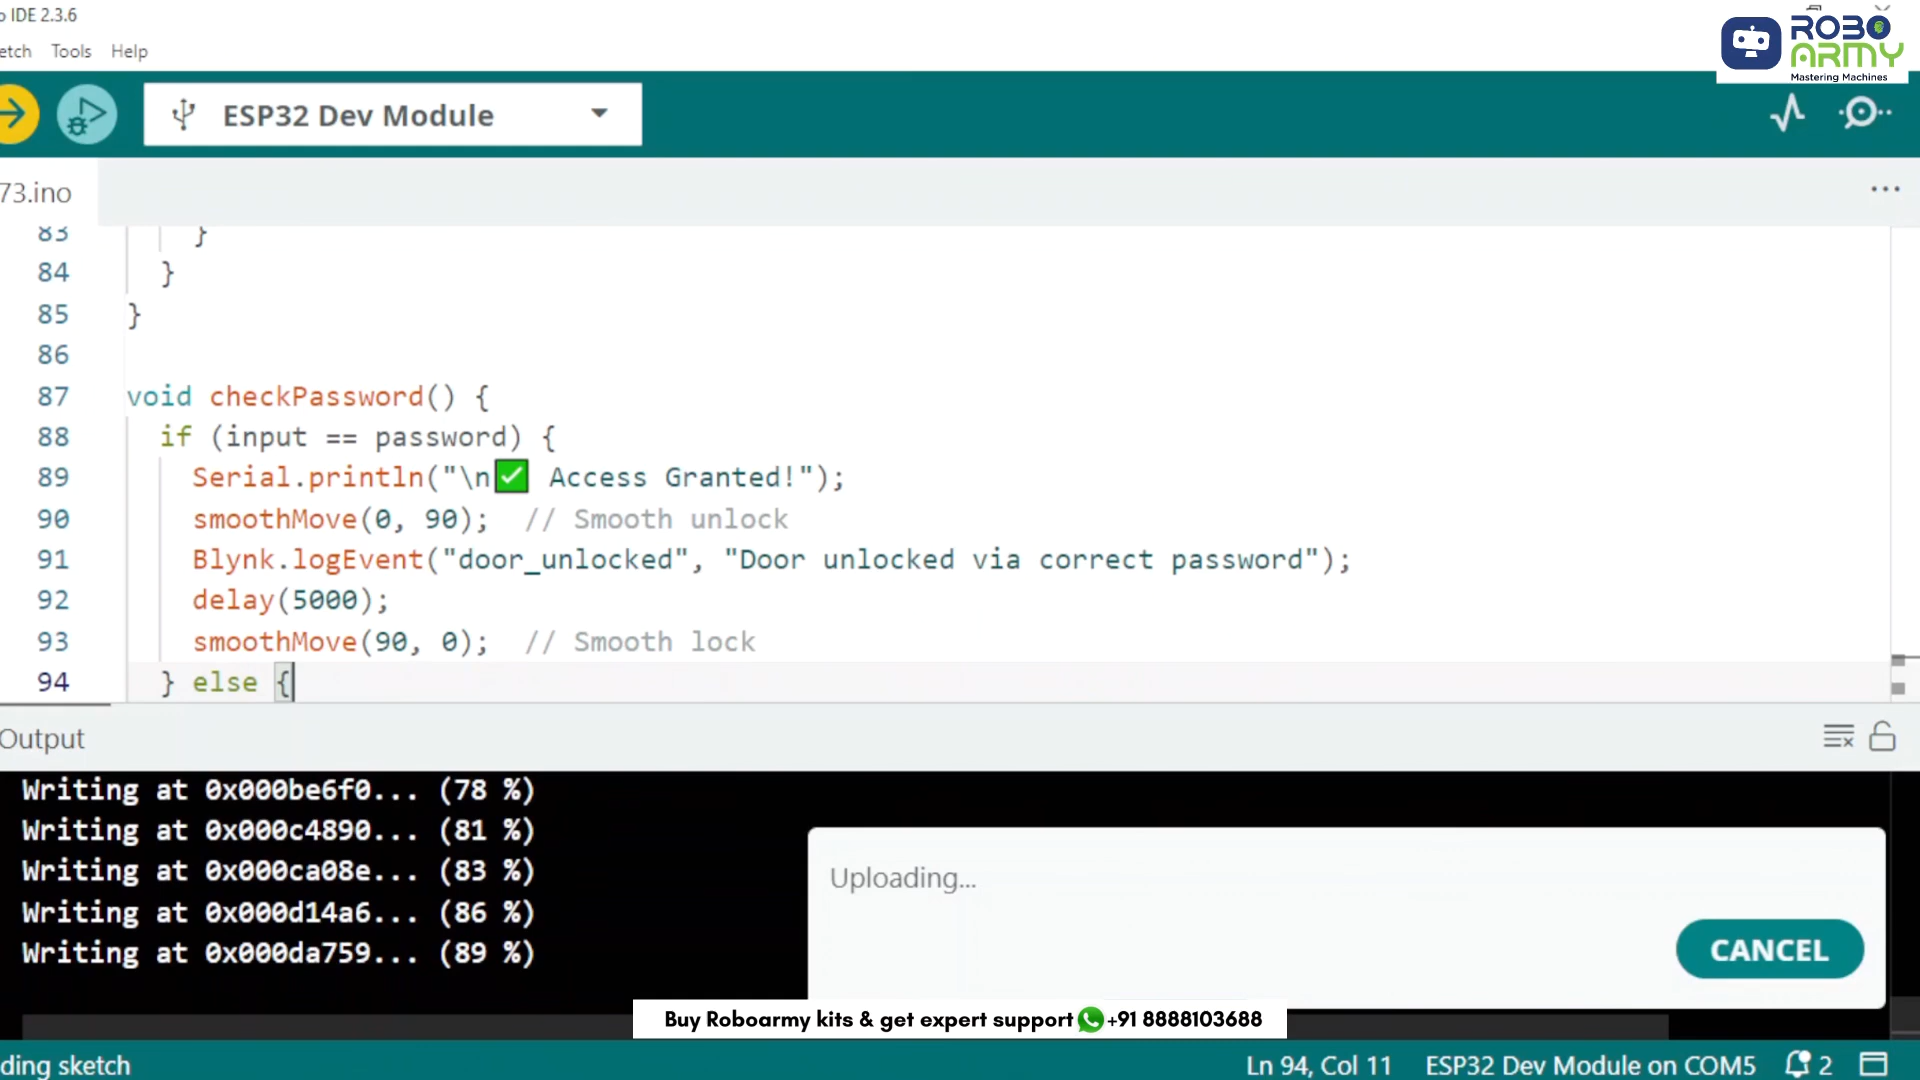 o IDE 2.3.6
etch Tools Help
ROBO
ARMY
Mastering Machines
ESP32 Dev Module
73.ino
83 }
84 }
85 }
86
87 void checkPassword() {
88 if (input == password) {
89 Serial.println("\n✅ Access Granted!");
90 smoothMove(0, 90); // Smooth unlock
91 Blynk.logEvent("door_unlocked", "Door unlocked via correct password");
92 delay(5000);
93 smoothMove(90, 0); // Smooth lock
94 } else {
Output
Writing at 0x000be6f0... (78 %)
Writing at 0x000c4890... (81 %)
Writing at 0x000ca08e... (83 %)
Writing at 0x000d14a6... (86 %)
Writing at 0x000da759... (89 %)
Uploading...
CANCEL
Buy Roboarmy kits & get expert support +91 8888103688
ding sketch
Ln 94, Col 11 ESP32 Dev Module on COM5 2